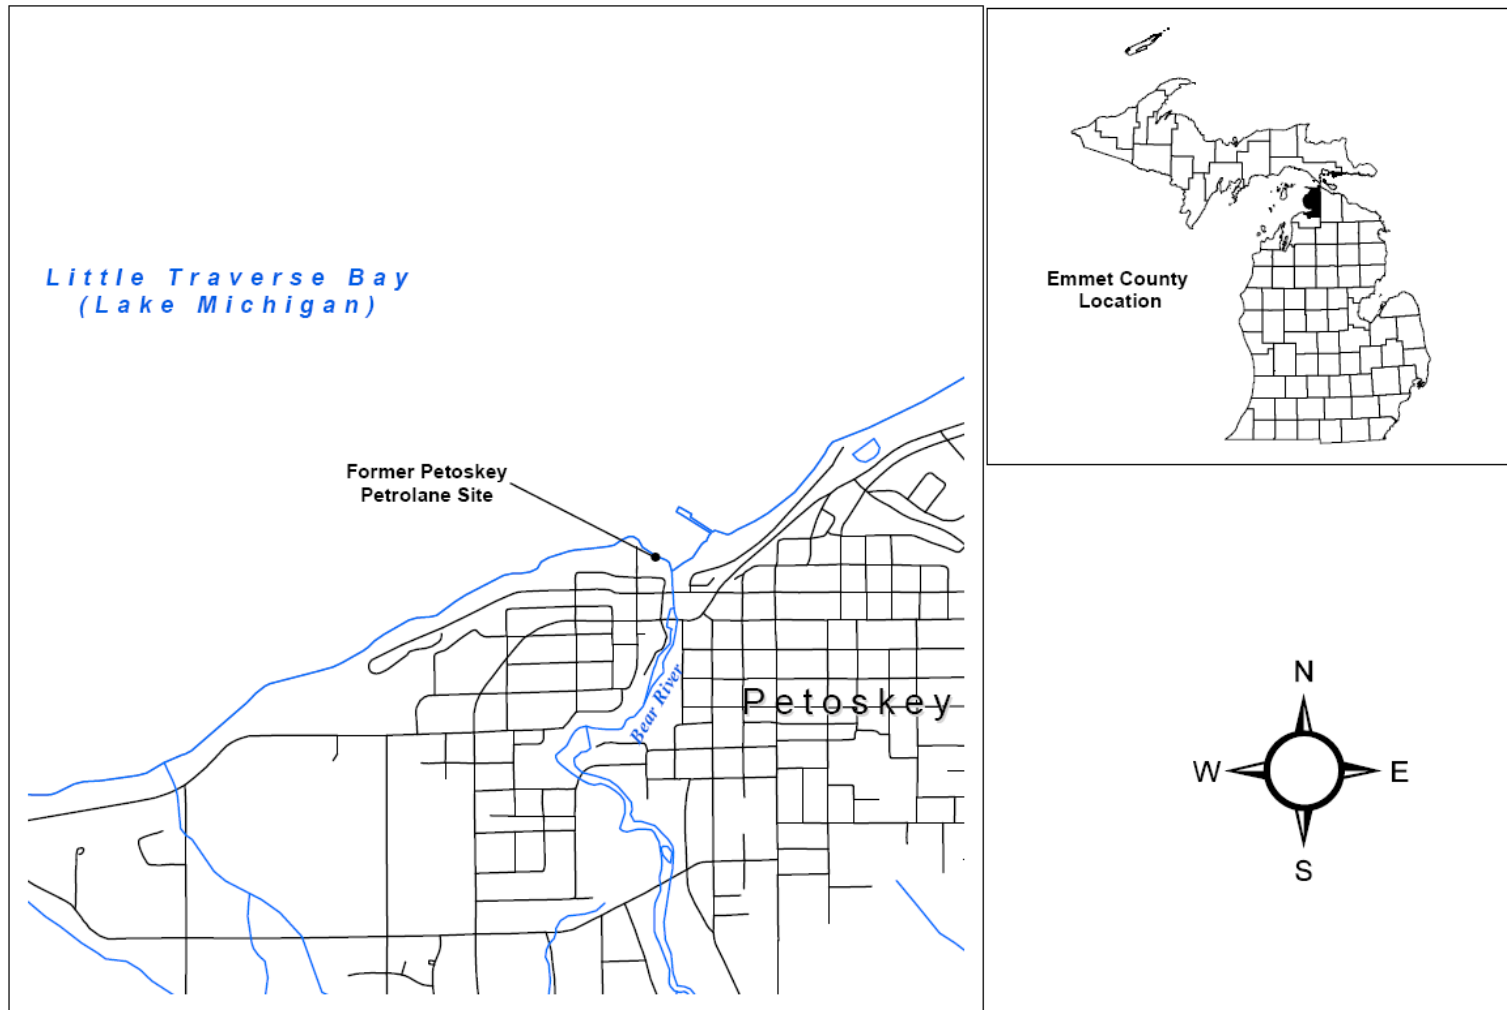 Little Traverse Bay
(Lake Michigan)
Former Petoskey
Petrolane Site
Bear River
Petoskey
Emmet County
Location
N
W
E
S